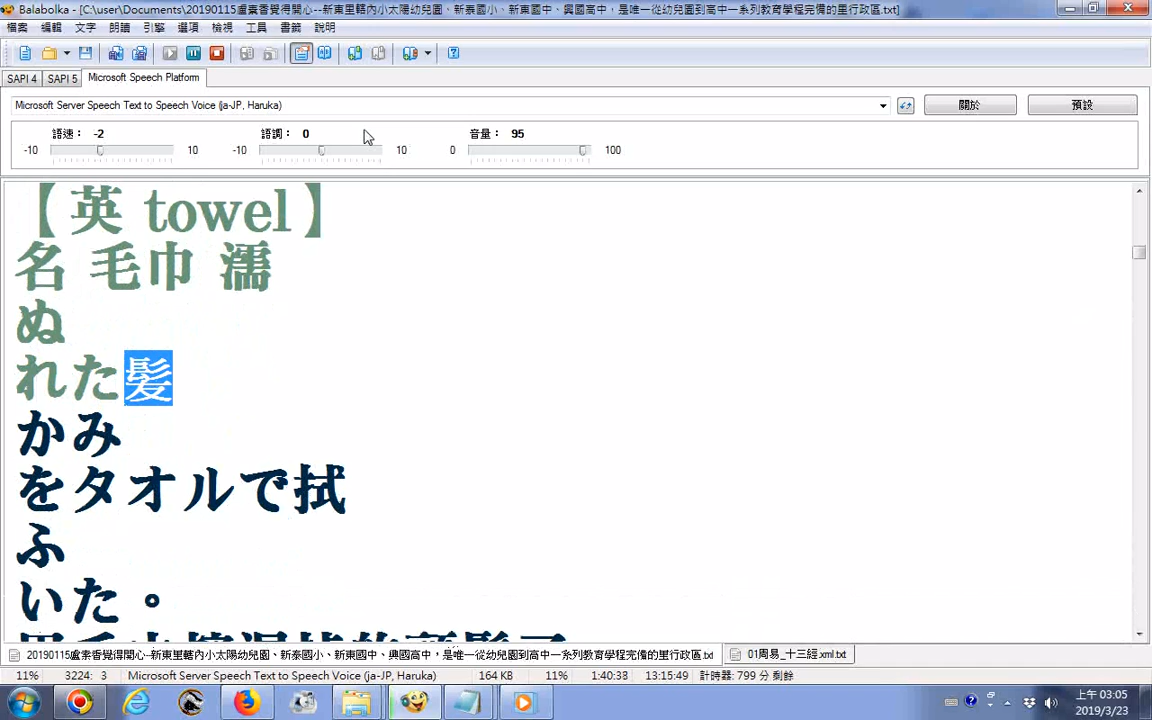 Balabolka - [C:\user\Documents\20190115盧素香覺得開心--新東里轄內小太陽幼兒園、新泰國小、新東國中、興國高中，是唯一從幼兒園到高中一系列教育學程完備的里行政區.txt]
檔案 編輯 文字 朗讀 引擎 選項 檢視 工具 書籤 說明
SAPI 4 SAPI 5 Microsoft Speech Platform
Microsoft Server Speech Text to Speech Voice (ja-JP, Haruka) 關於 預設
語速： -2 語調： 0 音量： 95
-10 10 -10 10 0 100
【英 towel】
名 毛巾 濡
ぬ
れた髪
かみ
をタオルで拭
ふ
いた。
20190115盧素香覺得開心--新東里轄內小太陽幼兒園、新泰國小、新東國中、興國高中，是唯一從幼兒園到高中一系列教育學程完備的里行政區.txt 01周易_十三經.xml.txt
11% 3224: 3 Microsoft Server Speech Text to Speech Voice (ja-JP, Haruka) 164 KB 11% 1:40:38 13:15:49 計時器: 799 分 剩餘
上午 03:05
2019/3/23